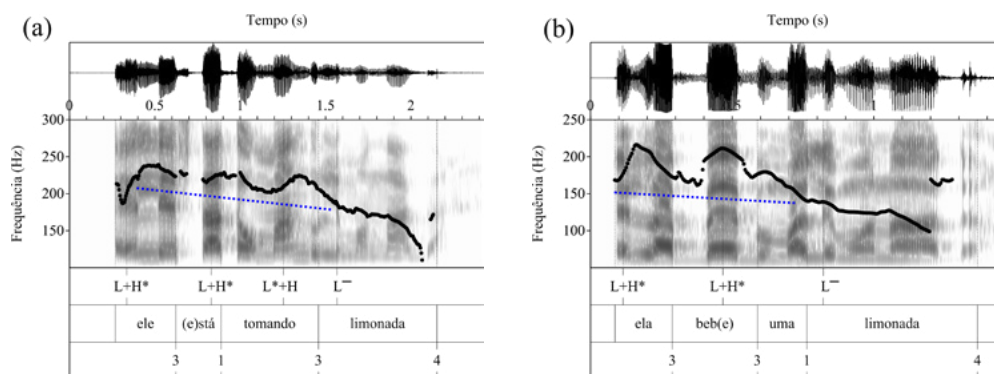 (a)
Tempo (s)
0 0.5 1 1.5 2
Frequência (Hz)
300
250
200
150
L+H* L+H* L*+H L‾
ele (e)stá tomando limonada
3 1 3 4
(b)
Tempo (s)
0 .5 1
Frequência (Hz)
250
200
150
100
L+H* L+H* L‾
ela beb(e) uma limonada
3 3 1 4